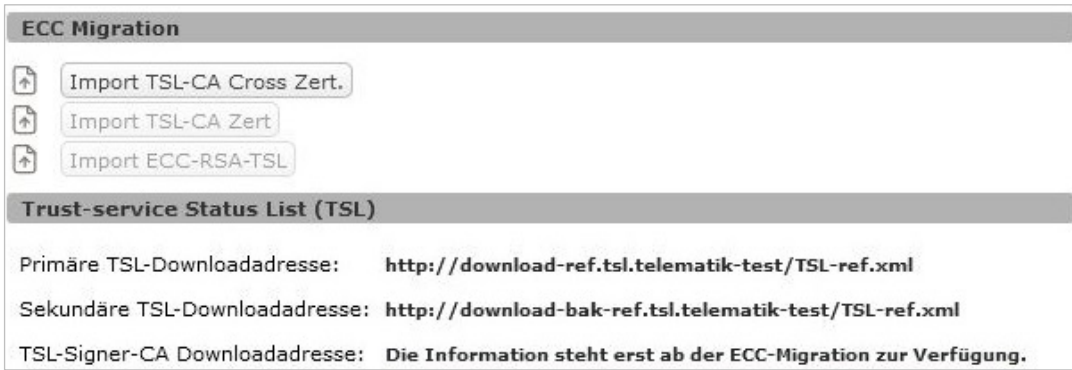 ECC Migration
Import TSL-CA Cross Zert.
Import TSL-CA Zert
Import ECC-RSA-TSL
Trust-service Status List (TSL)
Primäre TSL-Downloadadresse: http://download-ref.tsl.telematik-test/TSL-ref.xml
Sekundäre TSL-Downloadadresse: http://download-bak-ref.tsl.telematik-test/TSL-ref.xml
TSL-Signer-CA Downloadadresse: Die Information steht erst ab der ECC-Migration zur Verfügung.